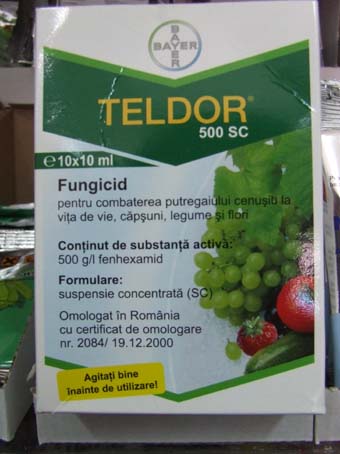 BAYER
BAYER
TELDOR®
500 SC
℮ 10x10 ml
Fungicid
pentru combaterea putregaiului cenuşiti la
viţa de vie, căpşuni, legume şi flori
Conţinut de substanţă activă:
500 g/l fenhexamid
Formulare:
suspensie concentrată (SC)
Omologat în România
cu certificat de omologare
nr. 2084/ 19.12.2000
Agitaţi bine
înainte de utilizare!